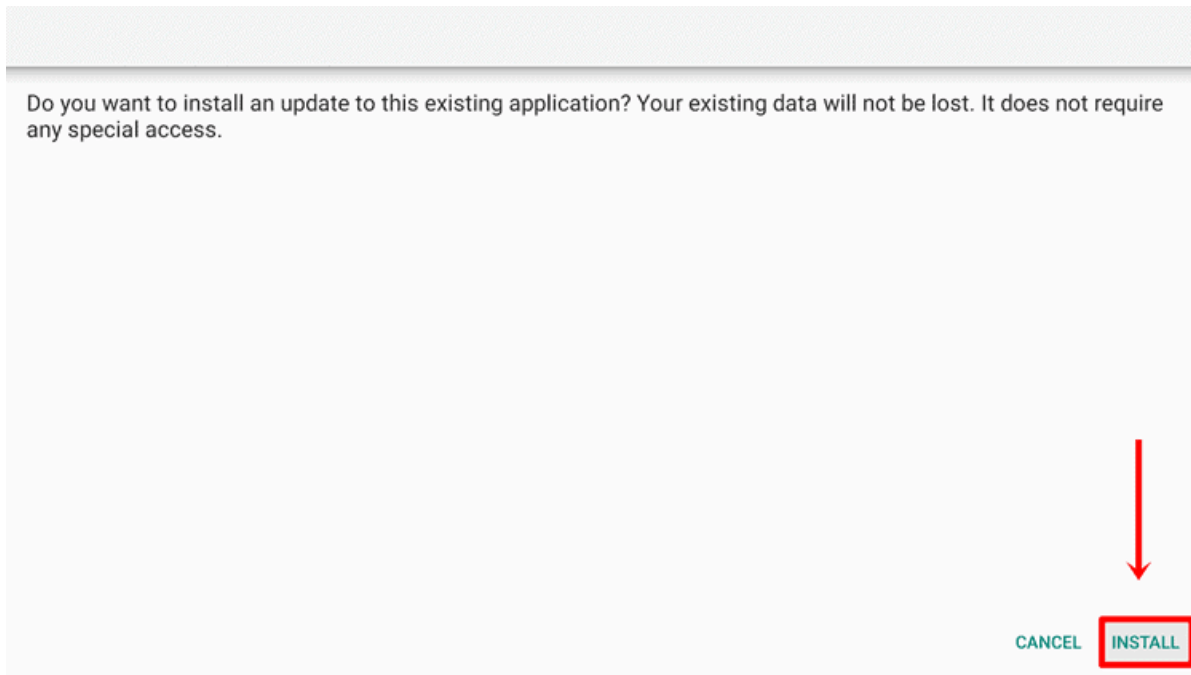 Do you want to install an update to this existing application? Your existing data will not be lost. It does not require
any special access.
CANCEL
INSTALL